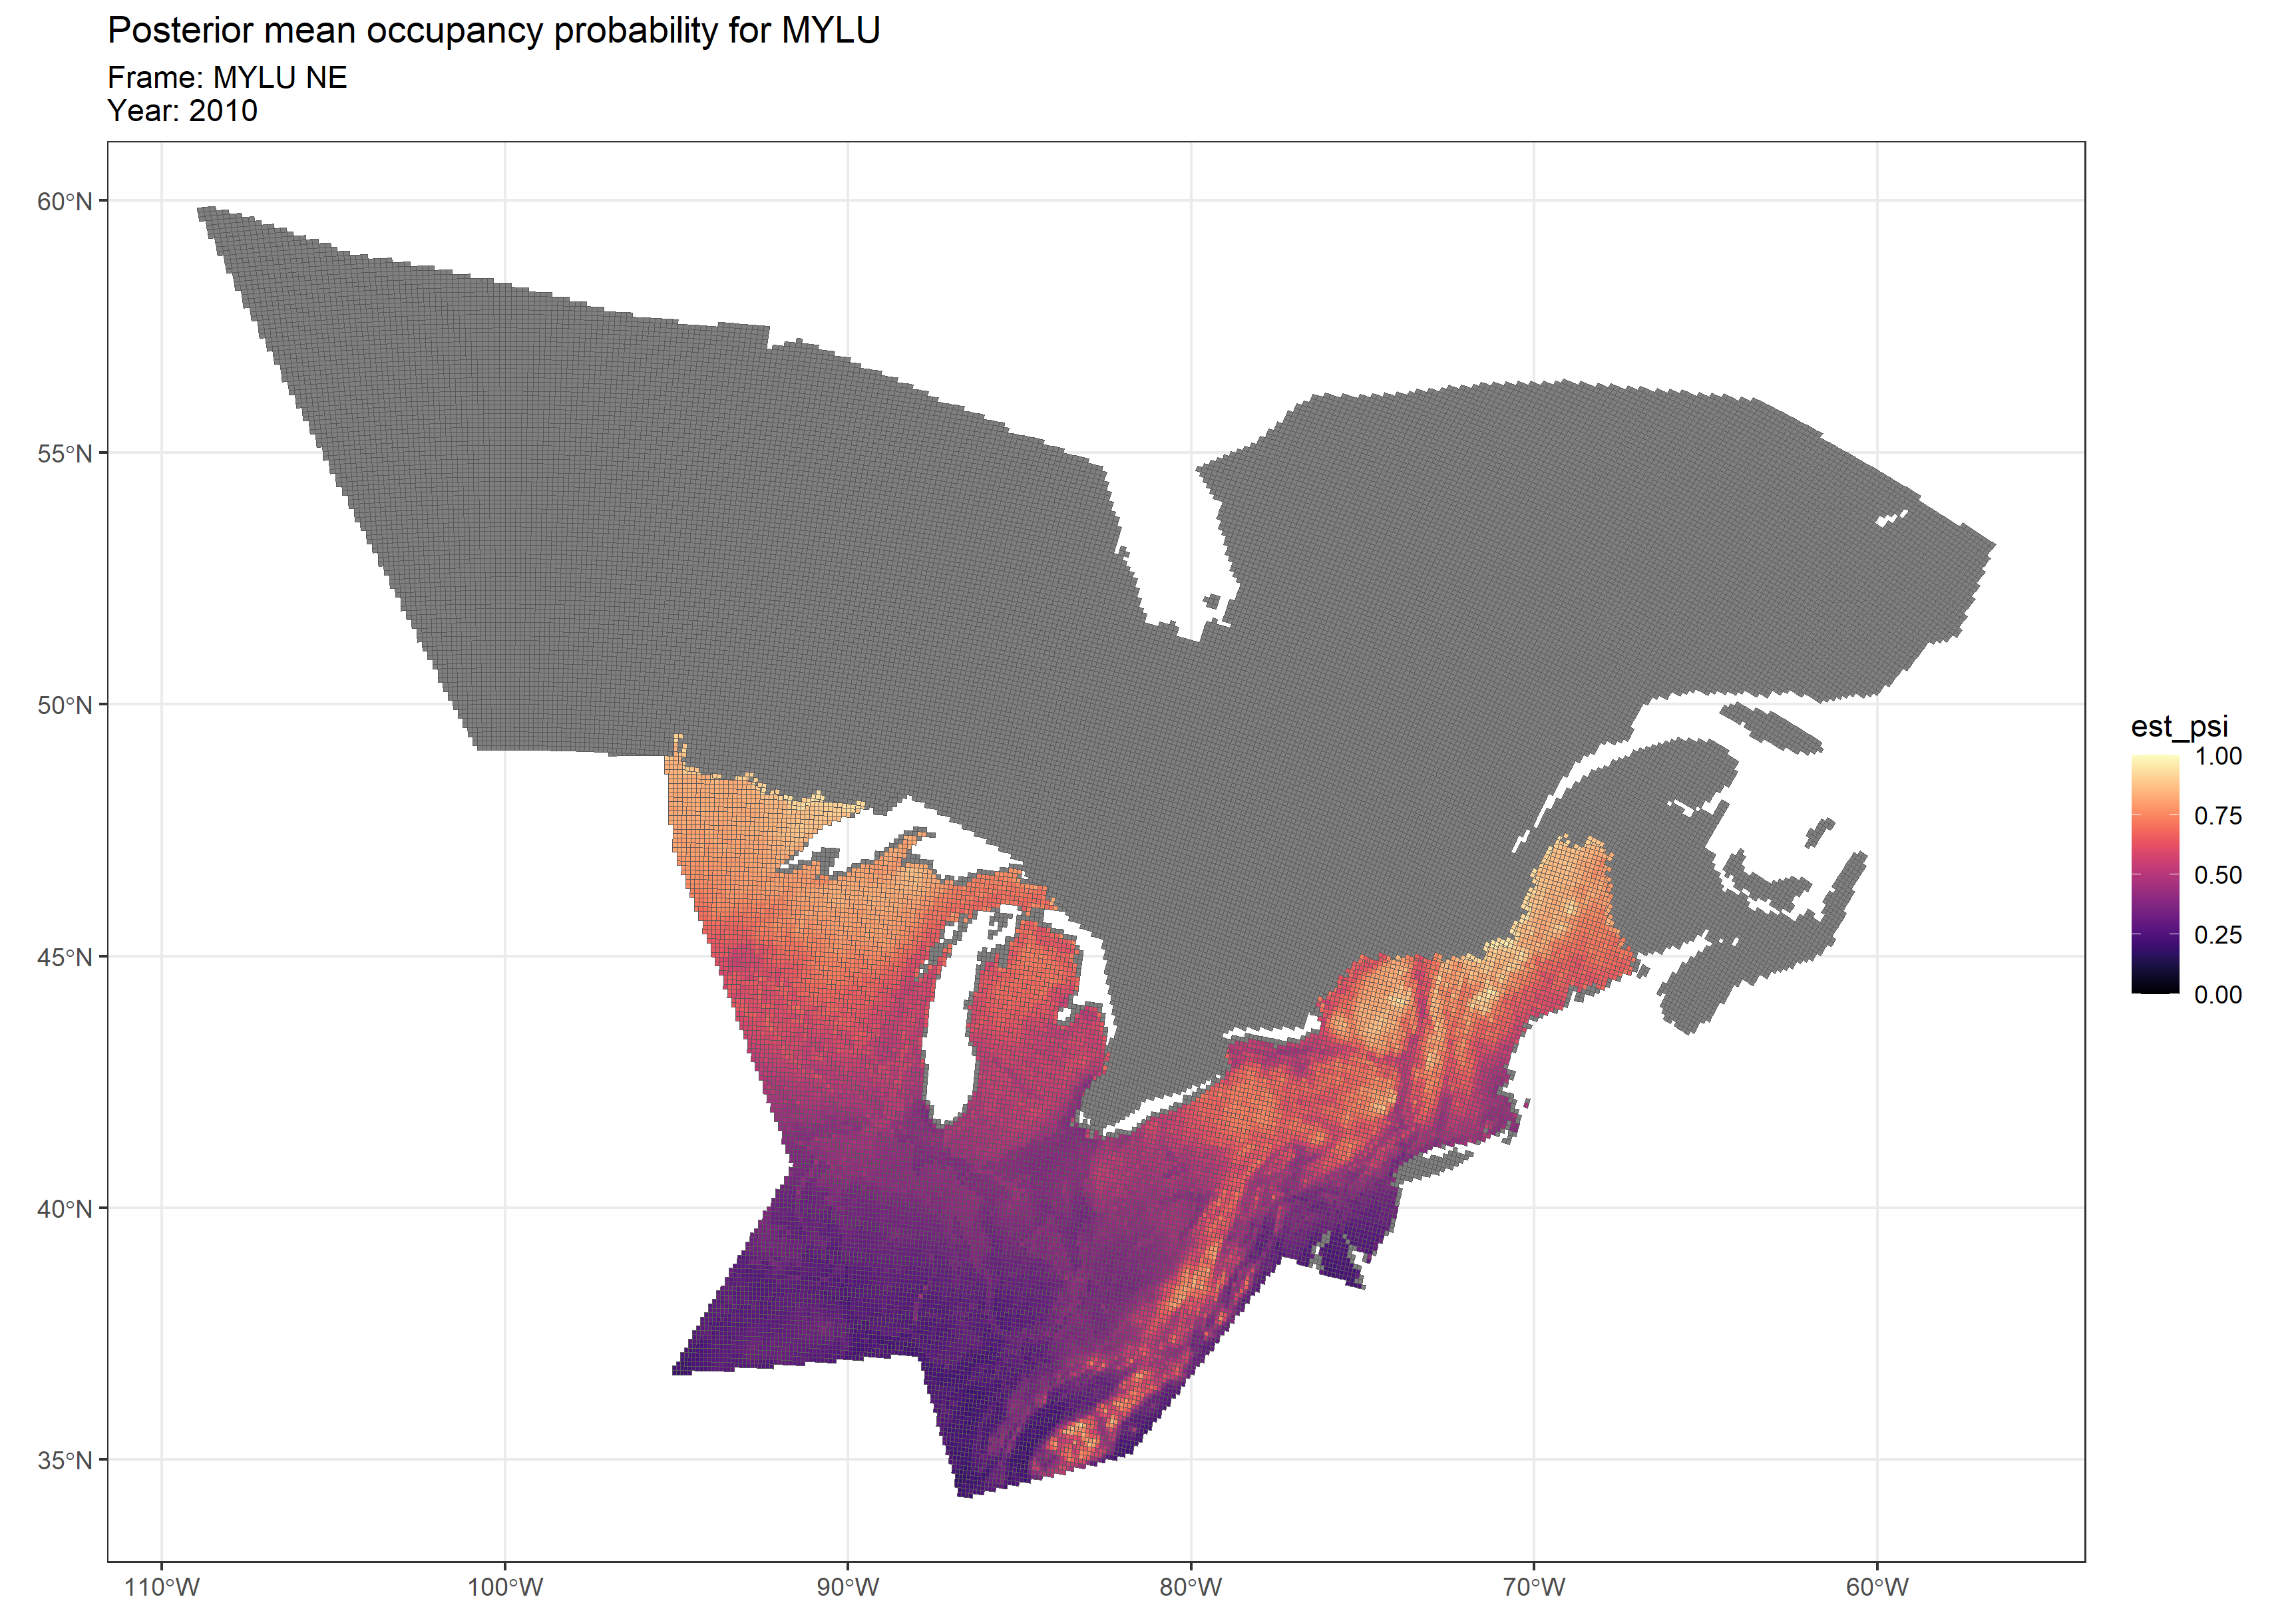 Posterior mean occupancy probability for MYLU
Frame: MYLU NE
Year: 2010
60°N
55°N
50°N
45°N
40°N
35°N
110°W
100°W
90°W
80°W
70°W
60°W
est_psi
1.00
0.75
0.50
0.25
0.00